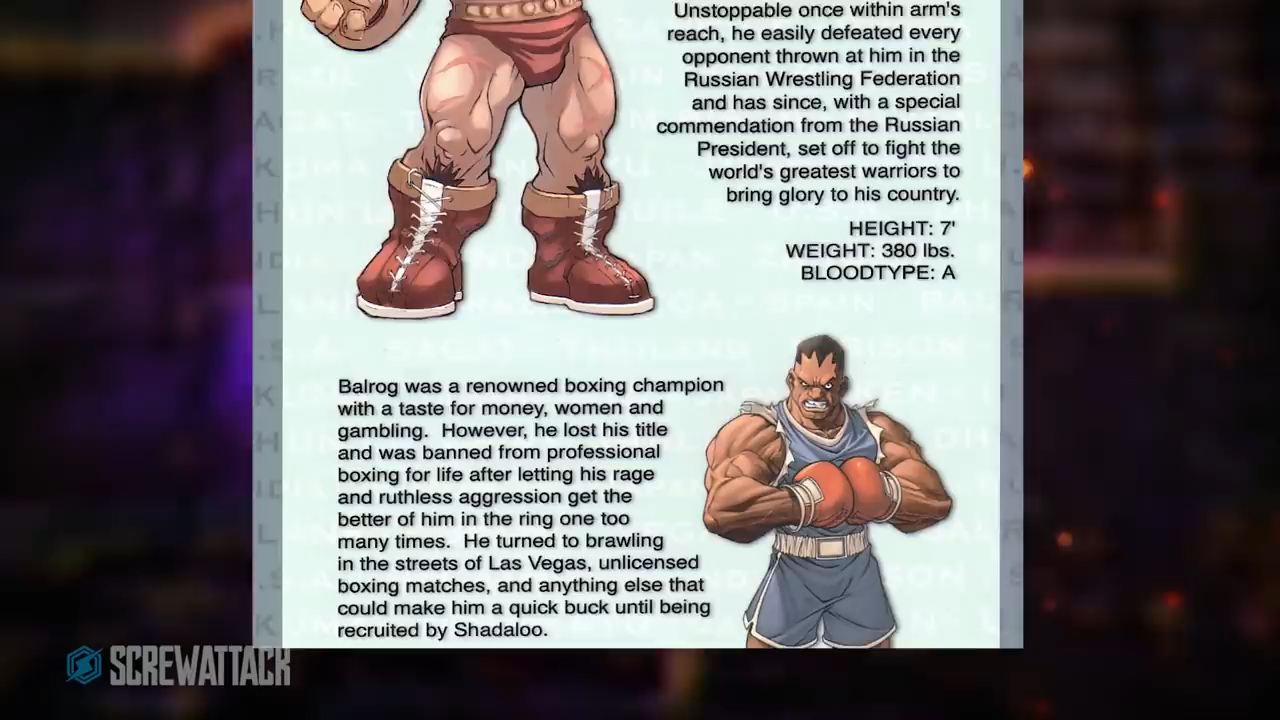 Unstoppable once within arm's
reach, he easily defeated every
opponent thrown at him in the
Russian Wrestling Federation
and has since, with a special
commendation from the Russian
President, set off to fight the
world's greatest warriors to
bring glory to his country.
HEIGHT: 7'
WEIGHT: 380 lbs.
BLOODTYPE: A
Balrog was a renowned boxing champion
with a taste for money, women and
gambling. However, he lost his title
and was banned from professional
boxing for life after letting his rage
and ruthless aggression get the
better of him in the ring one too
many times. He turned to brawling
in the streets of Las Vegas, unlicensed
boxing matches, and anything else that
could make him a quick buck until being
recruited by Shadaloo.
SCREWATTACK